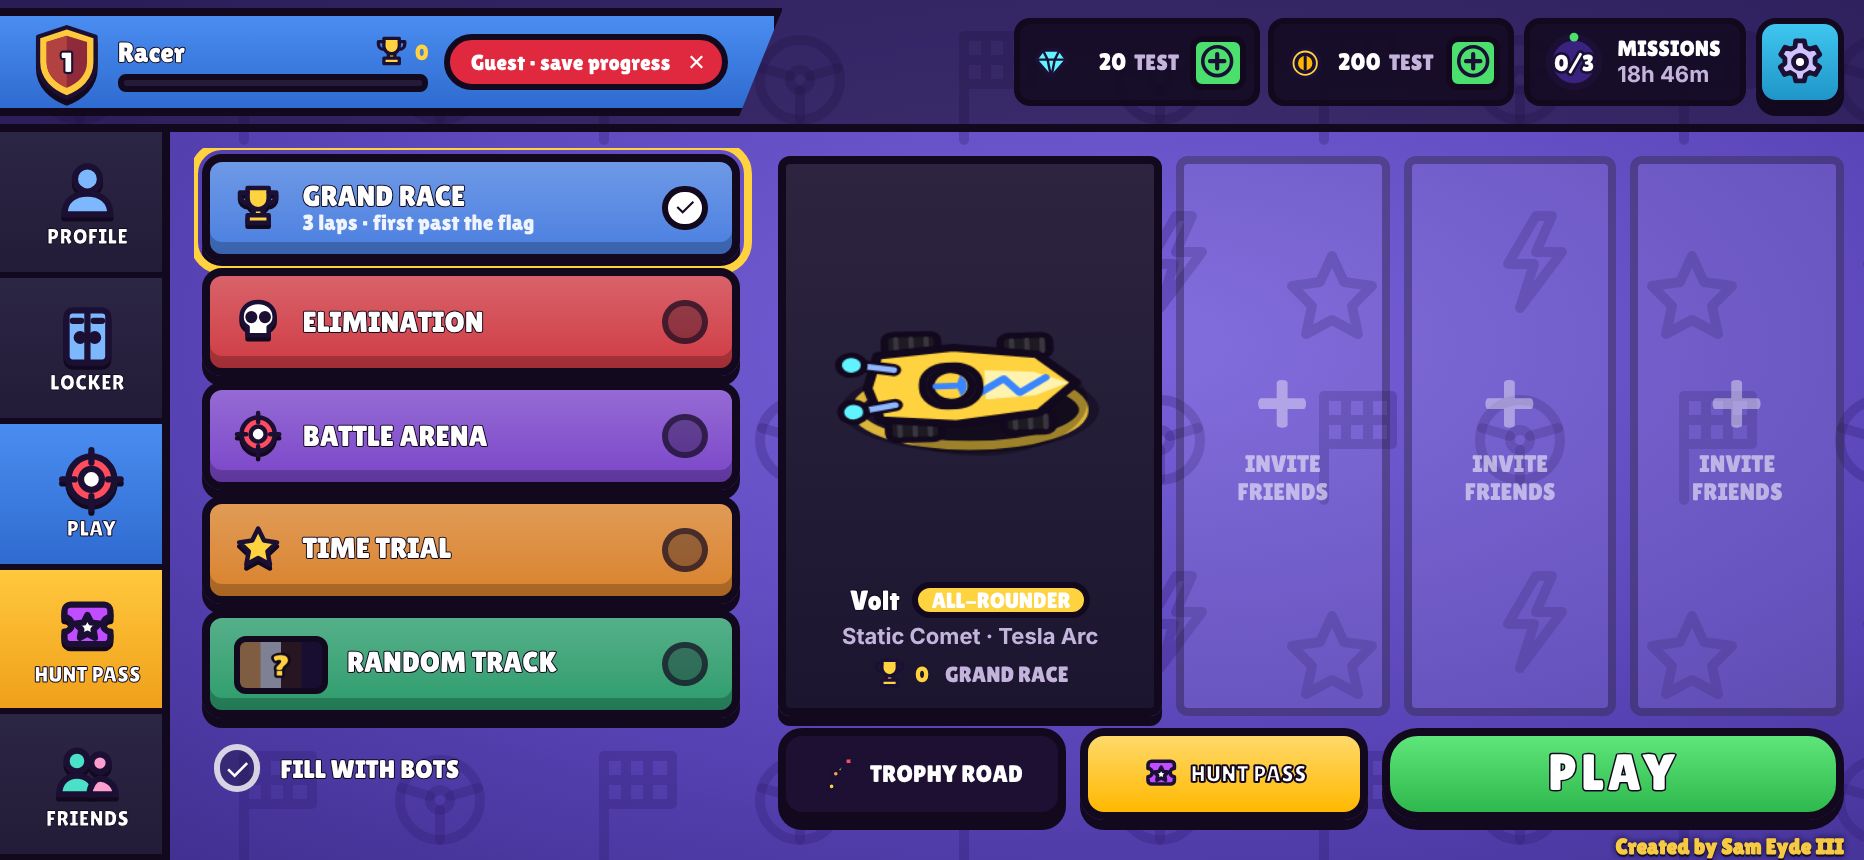 1
Racer
0
Guest · save progress
20 TEST
200 TEST
0/3
MISSIONS
18h 46m
PROFILE
LOCKER
PLAY
HUNT PASS
FRIENDS
GRAND RACE
3 laps · first past the flag
ELIMINATION
BATTLE ARENA
TIME TRIAL
?
RANDOM TRACK
FILL WITH BOTS
Volt
ALL-ROUNDER
Static Comet · Tesla Arc
0 GRAND RACE
INVITE
FRIENDS
INVITE
FRIENDS
INVITE
FRIENDS
TROPHY ROAD
HUNT PASS
PLAY
Created by Sam Eyde III